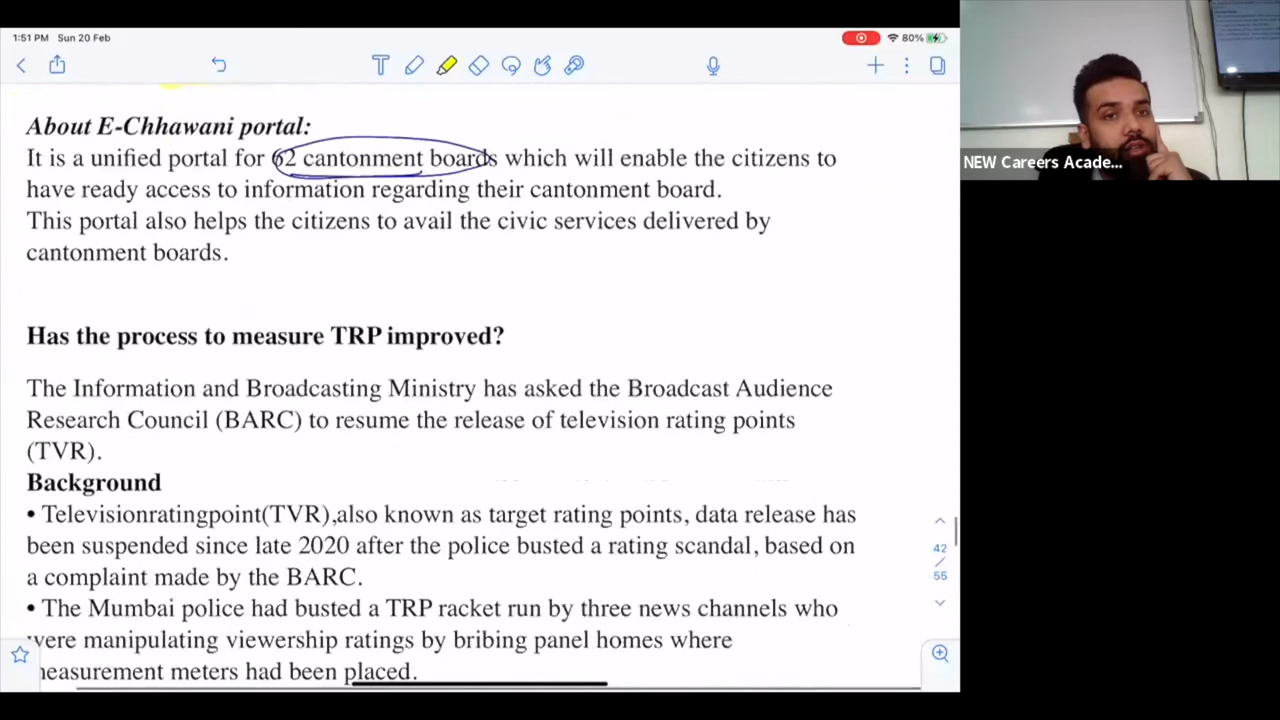 1:51 PM Sun 20 Feb
80%
About E-Chhawani portal:
It is a unified portal for 62 cantonment boards which will enable the citizens to
have ready access to information regarding their cantonment board.
This portal also helps the citizens to avail the civic services delivered by
cantonment boards.
Has the process to measure TRP improved?
The Information and Broadcasting Ministry has asked the Broadcast Audience
Research Council (BARC) to resume the release of television rating points
(TVR).
Background
• Televisionratingpoint(TVR),also known as target rating points, data release has
been suspended since late 2020 after the police busted a rating scandal, based on
a complaint made by the BARC.
• The Mumbai police had busted a TRP racket run by three news channels who
were manipulating viewership ratings by bribing panel homes where
measurement meters had been placed.
42
/
55
NEW Careers Acade...